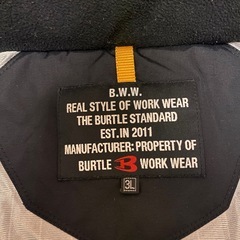 B.W.W.
REAL STYLE OF WORK WEAR
THE BURTLE STANDARD
EST.IN 2011
MANUFACTURER: PROPERTY OF
BURTLE B WORK WEAR
3L